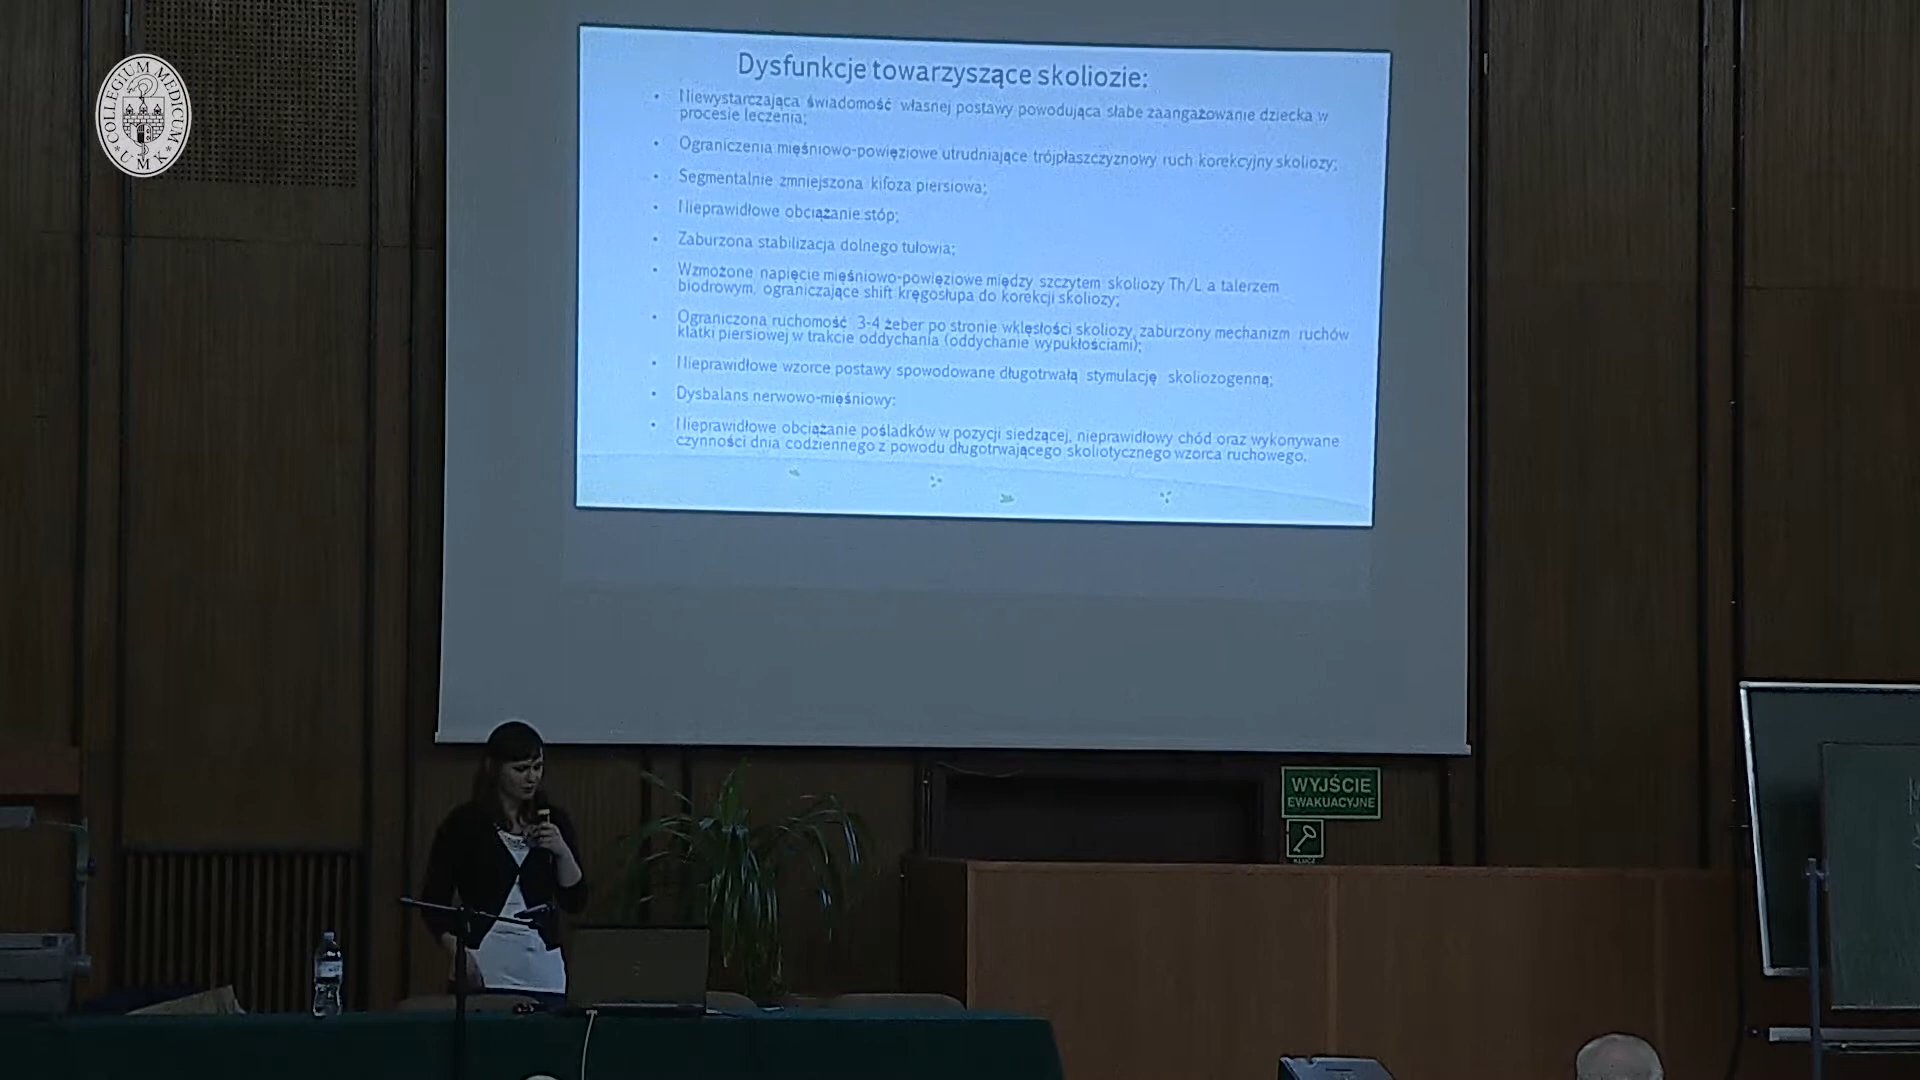 COLLEGIUM MEDICUM
* UMK *
Dysfunkcje towarzyszące skoliozie:
• Niewystarczająca świadomość własnej postawy powodująca słabe zaangażowanie dziecka w
procesie leczenia;
• Ograniczenia mięśniowo-powięziowe utrudniające trójpłaszczyznowy ruch korekcyjny skoliozy;
• Segmentalnie zmniejszona kifoza piersiowa;
• Nieprawidłowe obciążanie stóp;
• Zaburzona stabilizacja dolnego tułowia;
• Wzmożone napięcie mięśniowo-powięziowe między szczytem skoliozy Th/L a talerzem
biodrowym, ograniczające shift kręgosłupa do korekcji skoliozy;
• Ograniczona ruchomość 3-4 żeber po stronie wklęsłości skoliozy, zaburzony mechanizm ruchów
klatki piersiowej w trakcie oddychania (oddychanie wypukłościami);
• Nieprawidłowe wzorce postawy spowodowane długotrwałą stymulację skoliozogenną;
• Dysbalans nerwowo-mięśniowy;
• Nieprawidłowe obciążanie pośladków w pozycji siedzącej, nieprawidłowy chód oraz wykonywane
czynności dnia codziennego z powodu długotrwającego skoliotycznego wzorca ruchowego.
WYJŚCIE
EWAKUACYJNE
KLUCZ